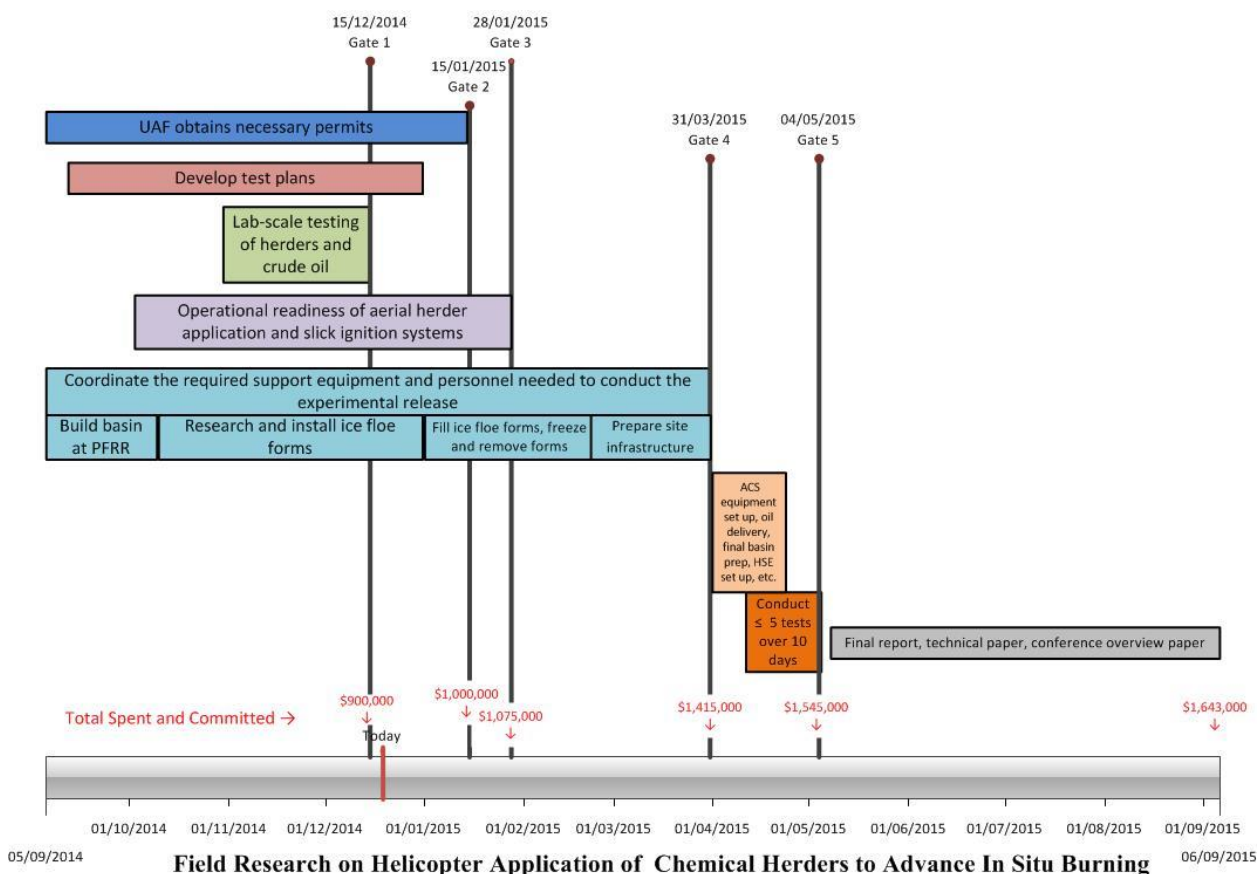 15/12/2014
Gate 1
28/01/2015
Gate 3
15/01/2015
Gate 2
31/03/2015
Gate 4
04/05/2015
Gate 5
UAF obtains necessary permits
Develop test plans
Lab-scale testing
of herders and
crude oil
Operational readiness of aerial herder
application and slick ignition systems
Coordinate the required support equipment and personnel needed to conduct the
experimental release
Build basin
at PFRR
Research and install ice floe
forms
Fill ice floe forms, freeze
and remove forms
Prepare site
infrastructure
ACS
equipment
set up, oil
delivery,
final basin
prep, HSE
set up, etc.
Conduct
≤ 5 tests
over 10
days
Final report, technical paper, conference overview paper
Total Spent and Committed →
$900,000
$1,000,000
$1,075,000
$1,415,000
$1,545,000
$1,643,000
Today
01/10/2014
01/11/2014
01/12/2014
01/01/2015
01/02/2015
01/03/2015
01/04/2015
01/05/2015
01/06/2015
01/07/2015
01/08/2015
01/09/2015
05/09/2014
06/09/2015
Field Research on Helicopter Application of Chemical Herders to Advance In Situ Burning